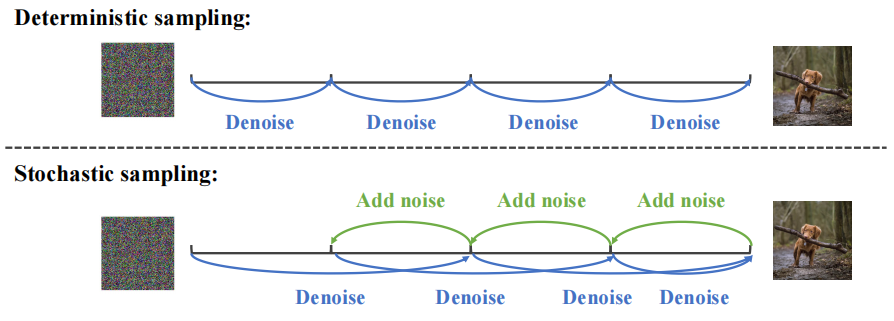 Deterministic sampling:
Denoise Denoise Denoise Denoise
Stochastic sampling:
Add noise Add noise Add noise
Denoise Denoise Denoise Denoise